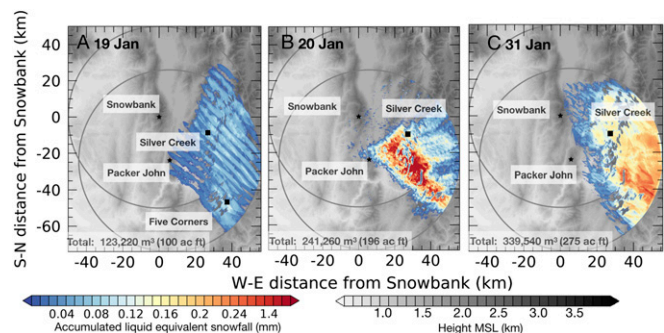 A 19 Jan
B 20 Jan
C 31 Jan
S-N distance from Snowbank (km)
40
20
0
-20
-40
-60
Snowbank
Silver Creek
Packer John
Five Corners
Total: 123,220 m³ (100 ac ft)
Snowbank
Silver Creek
Packer John
Total: 241,260 m³ (196 ac ft)
Snowbank
Silver Creek
Packer John
Total: 339,540 m³ (275 ac ft)
-40 -20 0 20 40
-40 -20 0 20 40
-40 -20 0 20 40
W-E distance from Snowbank (km)
0.04 0.08 0.12 0.16 0.2 0.24 1.4
Accumulated liquid equivalent snowfall (mm)
1.0 1.5 2.0 2.5 3.0 3.5
Height MSL (km)